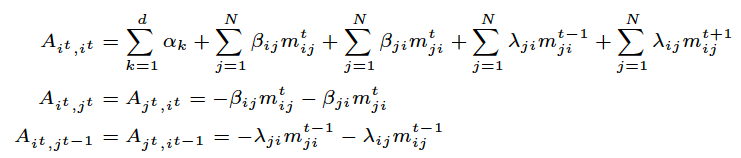 A_{i^t,i^t} = \sum_{k=1}^{d} \alpha_k + \sum_{j=1}^{N} \beta_{ij} m_{ij}^{t} + \sum_{j=1}^{N} \beta_{ji} m_{ji}^{t} + \sum_{j=1}^{N} \lambda_{ji} m_{ji}^{t-1} + \sum_{j=1}^{N} \lambda_{ij} m_{ij}^{t+1}
A_{i^t,j^t} = A_{j^t,i^t} = -\beta_{ij} m_{ij}^{t} - \beta_{ji} m_{ji}^{t}
A_{i^t,j^{t-1}} = A_{j^t,i^{t-1}} = -\lambda_{ji} m_{ji}^{t-1} - \lambda_{ij} m_{ij}^{t-1}